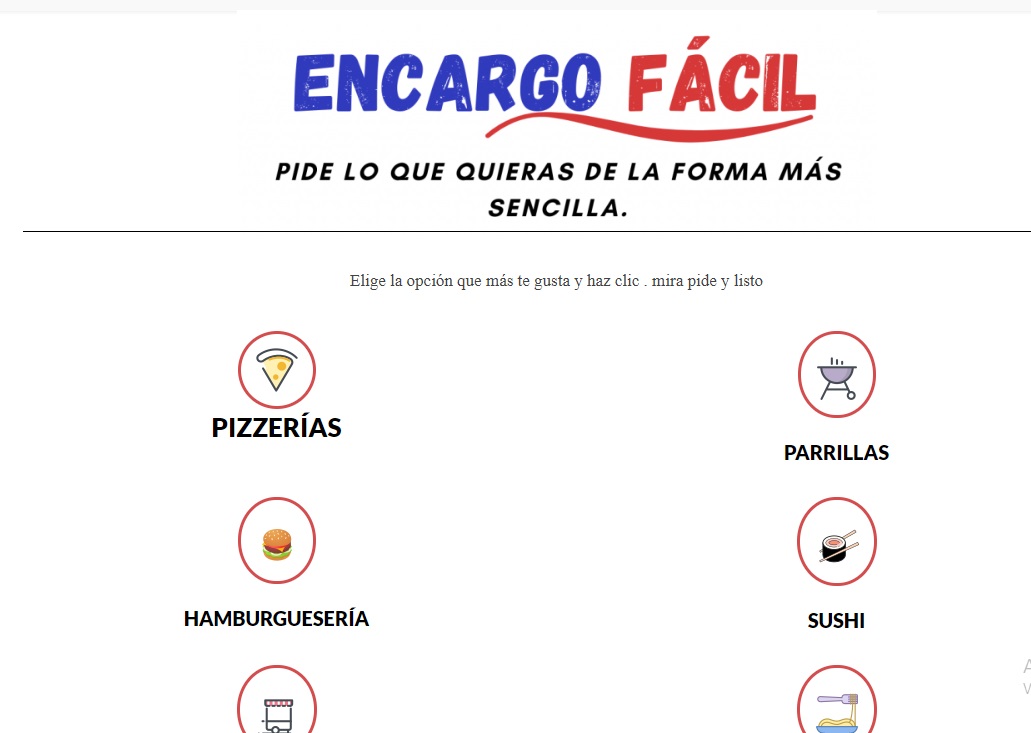 ENCARGO FÁCIL
PIDE LO QUE QUIERAS DE LA FORMA MÁS
SENCILLA.
Elige la opción que más te gusta y haz clic . mira pide y listo
PIZZERÍAS
PARRILLAS
HAMBURGUESERÍA
SUSHI